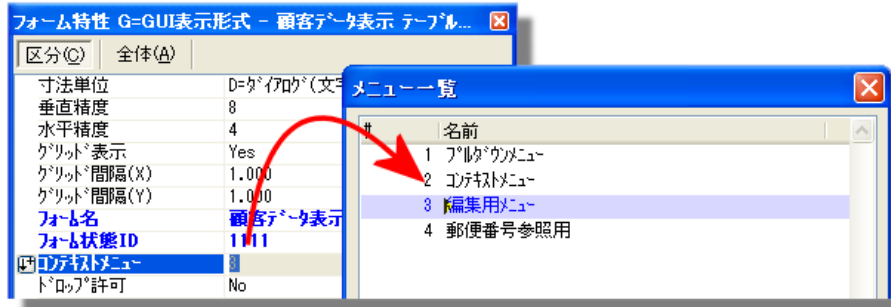 フォーム特性 G=GUI表示形式 - 顧客ﾃﾞｰﾀ表示 ﾃｰﾌﾞﾙ...
区分(C) 全体(A)
寸法単位 D=ﾀﾞｲｱﾛｸﾞ(文字
垂直精度 8
水平精度 4
ｸﾞﾘｯﾄﾞ表示 Yes
ｸﾞﾘｯﾄﾞ間隔(X) 1.000
ｸﾞﾘｯﾄﾞ間隔(Y) 1.000
ﾌｫｰﾑ名 顧客ﾃﾞｰﾀ表示
ﾌｫｰﾑ状態ID 1111
ｺﾝﾃｷｽﾄﾒﾆｭｰ 3
ﾄﾞﾛｯﾌﾟ許可 No
メニュー一覧
# 名前
1 ﾌﾟﾙﾀﾞｳﾝﾒﾆｭｰ
2 ｺﾝﾃｷｽﾄﾒﾆｭｰ
3 編集用ﾒﾆｭｰ
4 郵便番号参照用